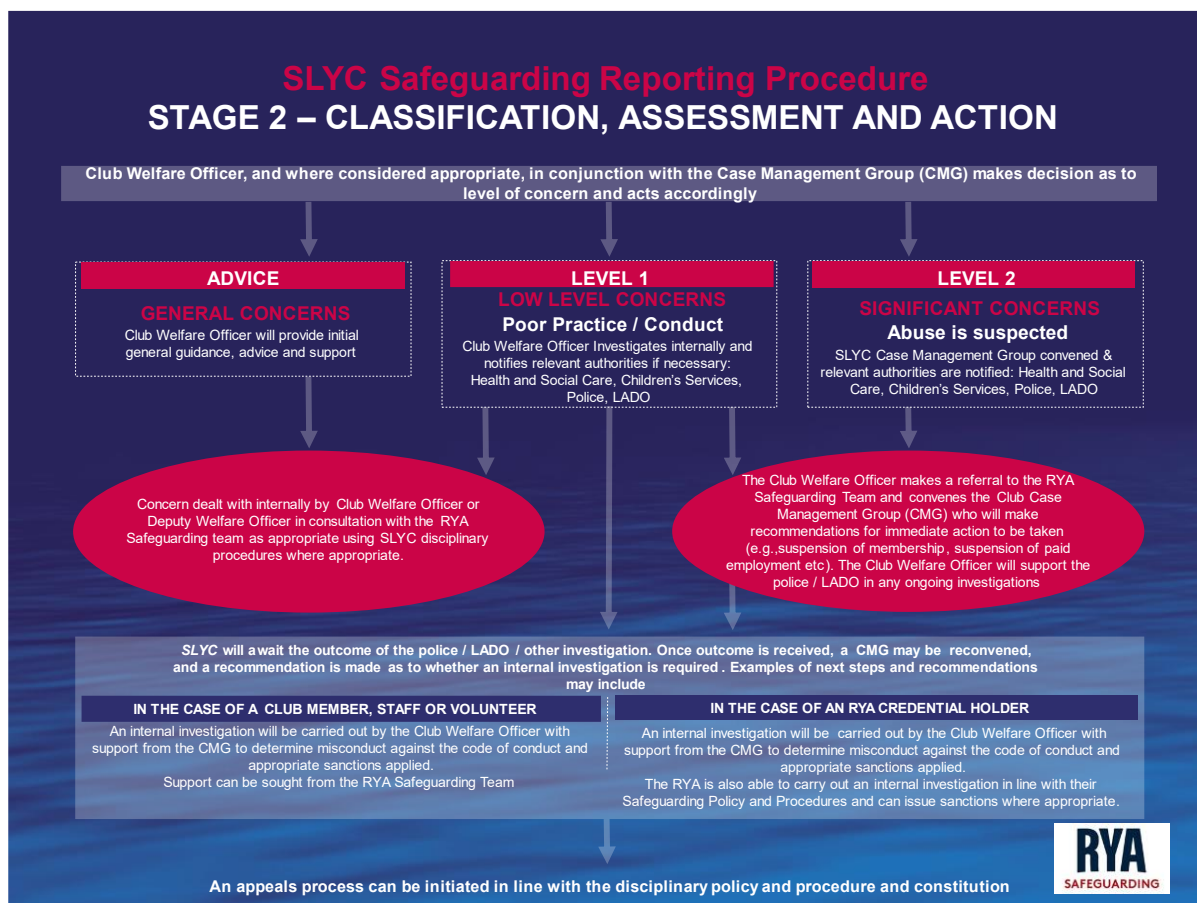 SLYC Safeguarding Reporting Procedure
STAGE 2 – CLASSIFICATION, ASSESSMENT AND ACTION
Club Welfare Officer, and where considered appropriate, in conjunction with the Case Management Group (CMG) makes decision as to
level of concern and acts accordingly
ADVICE
GENERAL CONCERNS
Club Welfare Officer will provide initial
general guidance, advice and support
LEVEL 1
LOW LEVEL CONCERNS
Poor Practice / Conduct
Club Welfare Officer Investigates internally and
notifies relevant authorities if necessary:
Health and Social Care, Children's Services,
Police, LADO
LEVEL 2
SIGNIFICANT CONCERNS
Abuse is suspected
SLYC Case Management Group convened &
relevant authorities are notified: Health and Social
Care, Children's Services, Police, LADO
Concern dealt with internally by Club Welfare Officer or
Deputy Welfare Officer in consultation with the RYA
Safeguarding team as appropriate using SLYC disciplinary
procedures where appropriate.
The Club Welfare Officer makes a referral to the RYA
Safeguarding Team and convenes the Club Case
Management Group (CMG) who will make
recommendations for immediate action to be taken
(e.g.,suspension of membership, suspension of paid
employment etc). The Club Welfare Officer will support the
police / LADO in any ongoing investigations
SLYC will await the outcome of the police / LADO / other investigation. Once outcome is received, a CMG may be reconvened,
and a recommendation is made as to whether an internal investigation is required . Examples of next steps and recommendations
may include
IN THE CASE OF A CLUB MEMBER, STAFF OR VOLUNTEER
An internal investigation will be carried out by the Club Welfare Officer with
support from the CMG to determine misconduct against the code of conduct and
appropriate sanctions applied.
Support can be sought from the RYA Safeguarding Team
IN THE CASE OF AN RYA CREDENTIAL HOLDER
An internal investigation will be carried out by the Club Welfare Officer with
support from the CMG to determine misconduct against the code of conduct and
appropriate sanctions applied.
The RYA is also able to carry out an internal investigation in line with their
Safeguarding Policy and Procedures and can issue sanctions where appropriate.
An appeals process can be initiated in line with the disciplinary policy and procedure and constitution
RYA
SAFEGUARDING